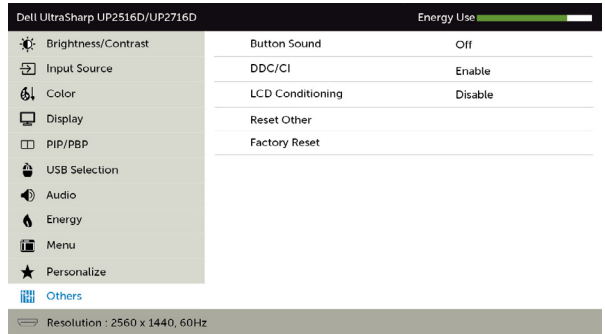 Dell UltraSharp UP2516D/UP2716D Energy Use
Brightness/Contrast Button Sound Off
Input Source DDC/CI Enable
Color LCD Conditioning Disable
Display Reset Other
PIP/PBP Factory Reset
USB Selection
Audio
Energy
Menu
Personalize
Others
Resolution : 2560 x 1440, 60Hz